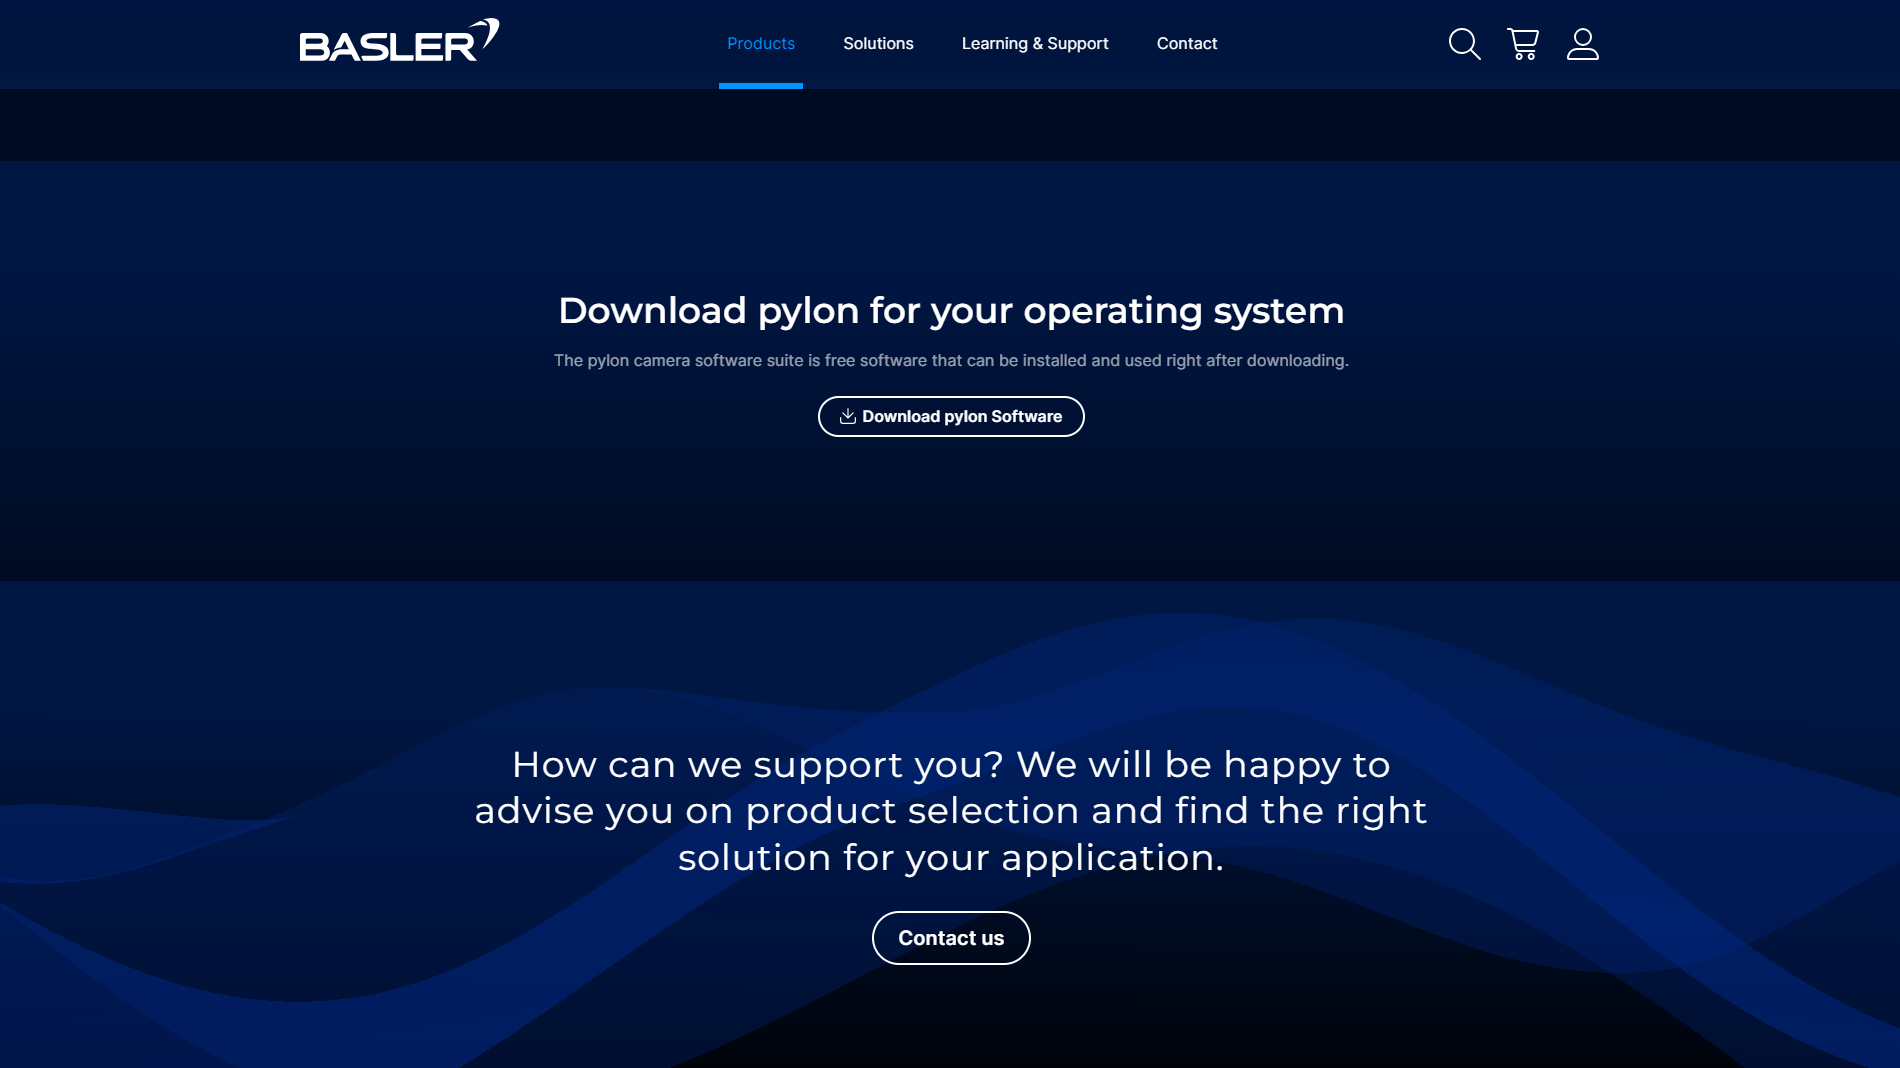 BASLER
Products
Solutions
Learning & Support
Contact
Download pylon for your operating system
The pylon camera software suite is free software that can be installed and used right after downloading.
Download pylon Software
How can we support you? We will be happy to
advise you on product selection and find the right
solution for your application.
Contact us